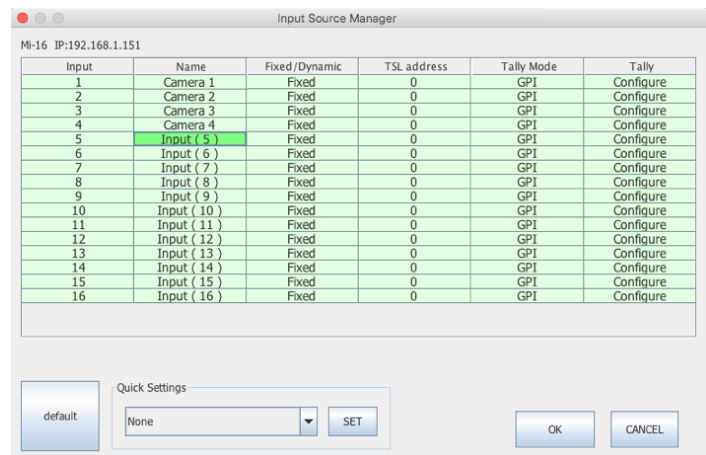 Input Source Manager
Mi-16 IP:192.168.1.151
Input Name Fixed/Dynamic TSL address Tally Mode Tally
1 Camera 1 Fixed 0 GPI Configure
2 Camera 2 Fixed 0 GPI Configure
3 Camera 3 Fixed 0 GPI Configure
4 Camera 4 Fixed 0 GPI Configure
5 Input ( 5 ) Fixed 0 GPI Configure
6 Input ( 6 ) Fixed 0 GPI Configure
7 Input ( 7 ) Fixed 0 GPI Configure
8 Input ( 8 ) Fixed 0 GPI Configure
9 Input ( 9 ) Fixed 0 GPI Configure
10 Input ( 10 ) Fixed 0 GPI Configure
11 Input ( 11 ) Fixed 0 GPI Configure
12 Input ( 12 ) Fixed 0 GPI Configure
13 Input ( 13 ) Fixed 0 GPI Configure
14 Input ( 14 ) Fixed 0 GPI Configure
15 Input ( 15 ) Fixed 0 GPI Configure
16 Input ( 16 ) Fixed 0 GPI Configure
Quick Settings
default None SET OK CANCEL